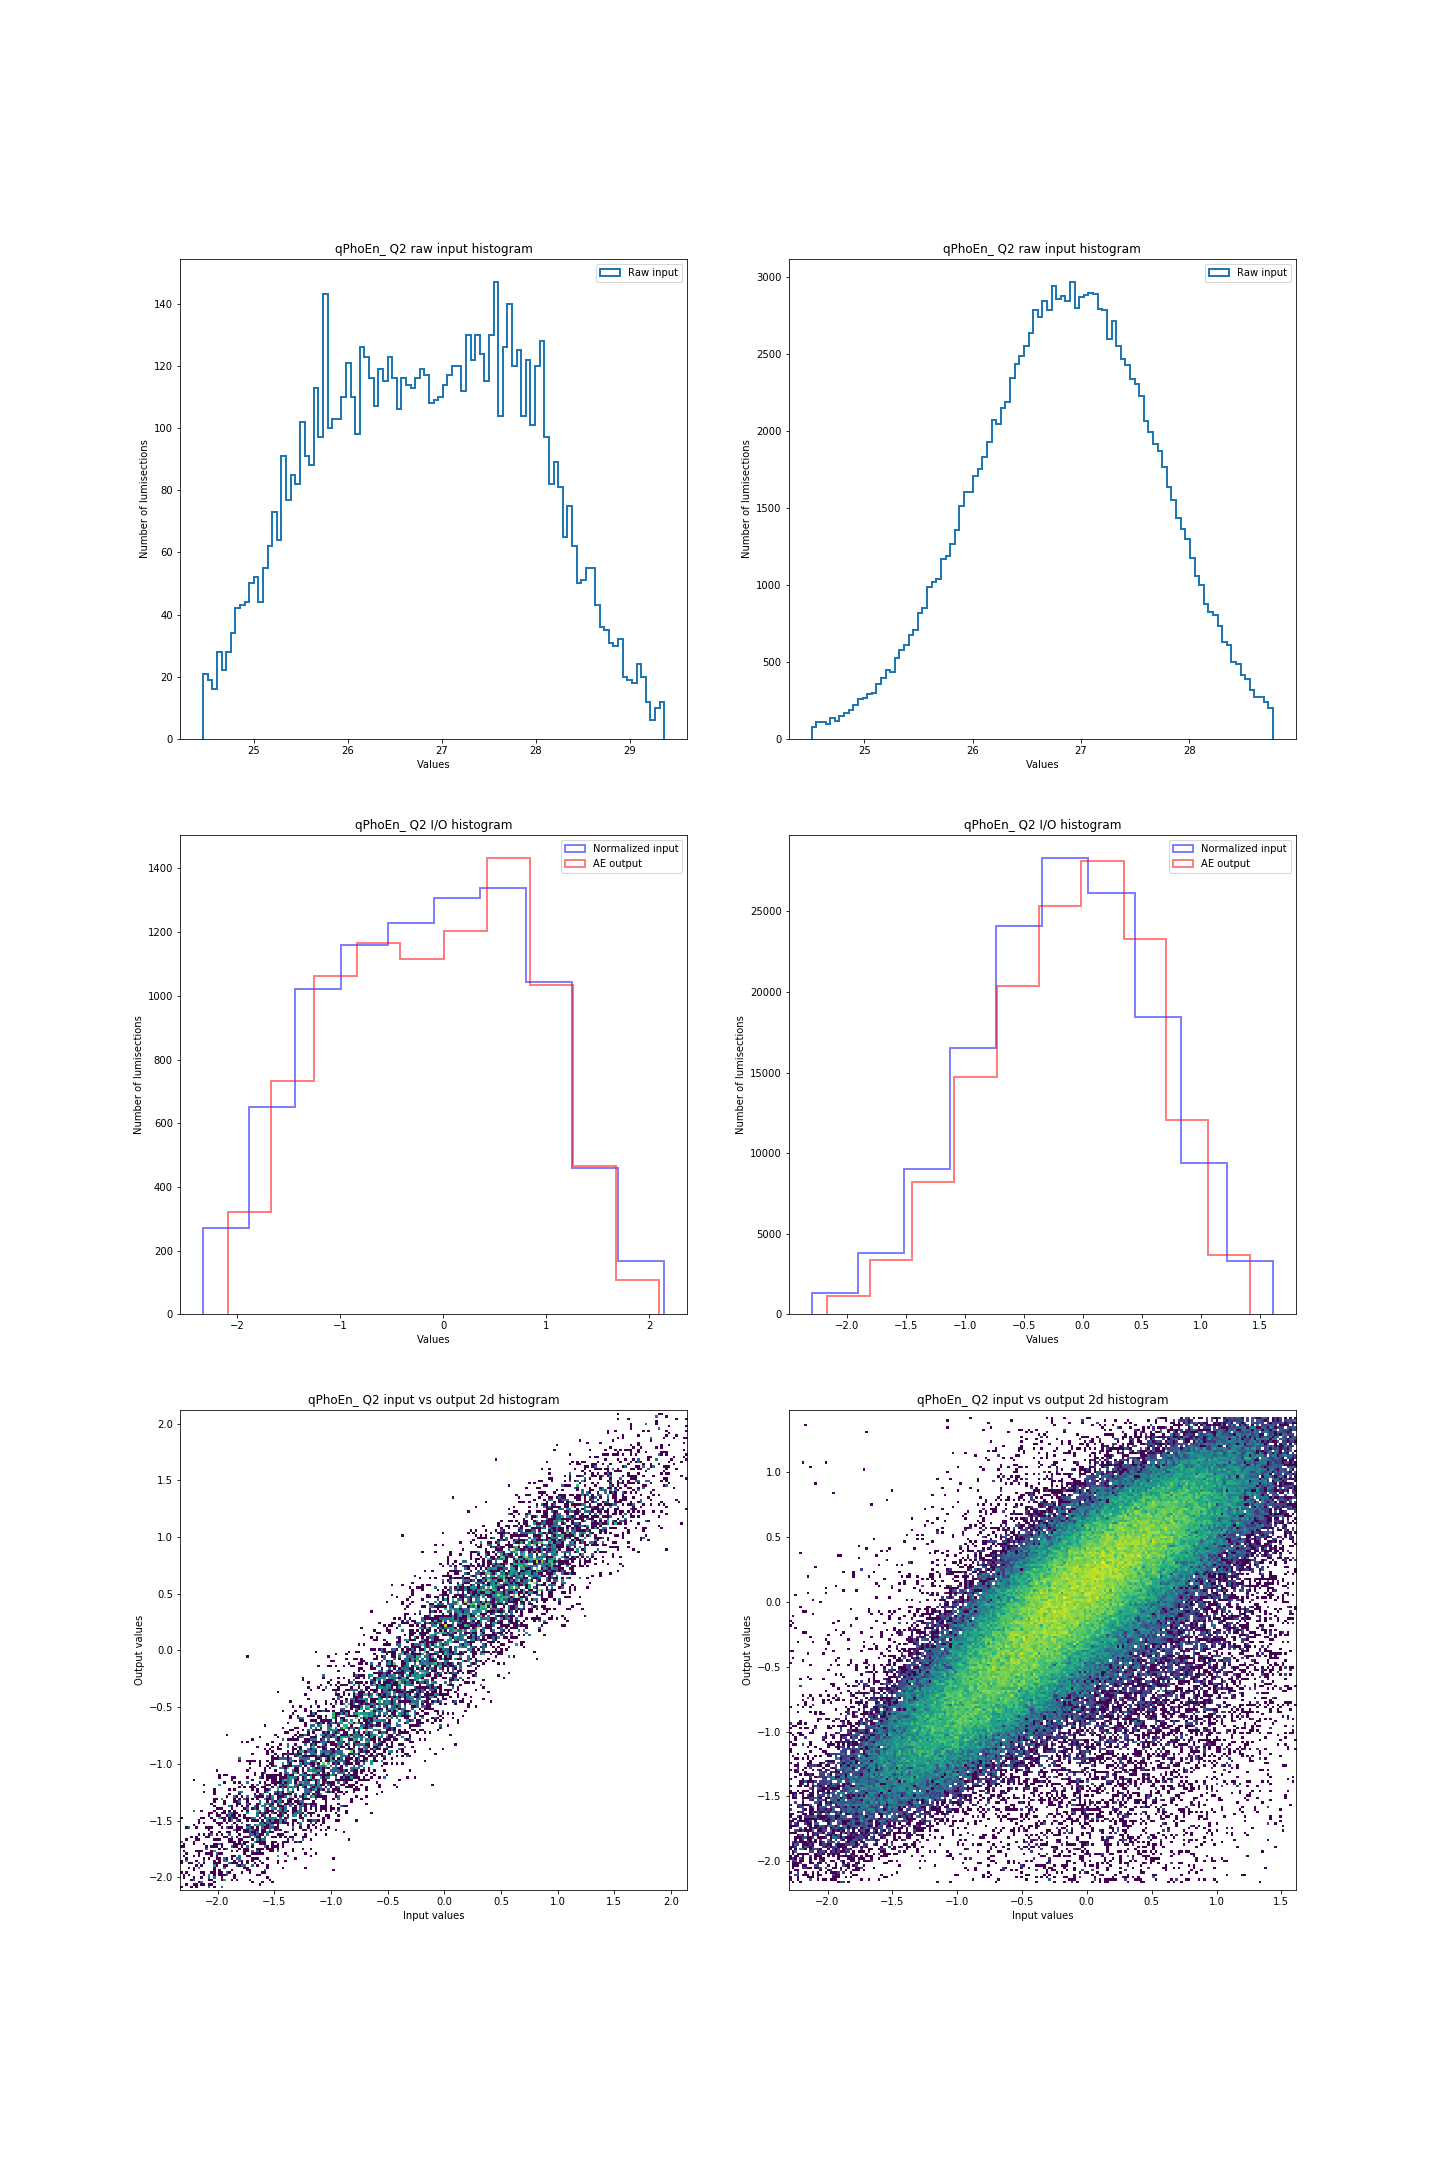 qPhoEn_ Q2 raw input histogram
Raw input
140
120
100
80
60
40
20
0
Number of lumisections
25 26 27 28 29
Values
qPhoEn_ Q2 raw input histogram
Raw input
3000
2500
2000
1500
1000
500
0
Number of lumisections
25 26 27 28
Values
qPhoEn_ Q2 I/O histogram
Normalized input
AE output
1400
1200
1000
800
600
400
200
0
Number of lumisections
−2 −1 0 1 2
Values
qPhoEn_ Q2 I/O histogram
Normalized input
AE output
25000
20000
15000
10000
5000
0
Number of lumisections
−2.0 −1.5 −1.0 −0.5 0.0 0.5 1.0 1.5
Values
qPhoEn_ Q2 input vs output 2d histogram
2.0
1.5
1.0
0.5
0.0
−0.5
−1.0
−1.5
−2.0
Output values
−2.0 −1.5 −1.0 −0.5 0.0 0.5 1.0 1.5 2.0
Input values
qPhoEn_ Q2 input vs output 2d histogram
1.0
0.5
0.0
−0.5
−1.0
−1.5
−2.0
Output values
−2.0 −1.5 −1.0 −0.5 0.0 0.5 1.0 1.5
Input values